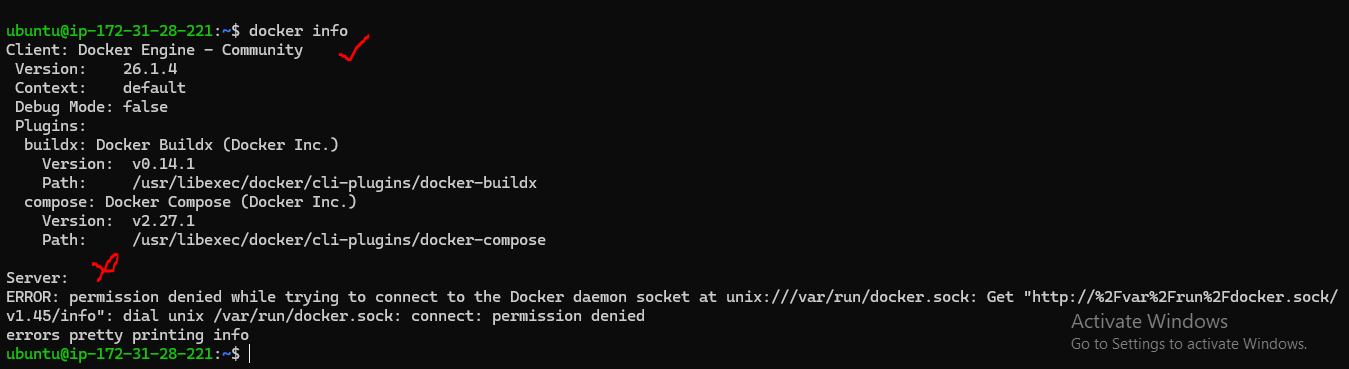 ubuntu@ip-172-31-28-221:~$ docker info
Client: Docker Engine - Community
 Version:    26.1.4
 Context:    default
 Debug Mode: false
 Plugins:
  buildx: Docker Buildx (Docker Inc.)
    Version:  v0.14.1
    Path:     /usr/libexec/docker/cli-plugins/docker-buildx
  compose: Docker Compose (Docker Inc.)
    Version:  v2.27.1
    Path:     /usr/libexec/docker/cli-plugins/docker-compose
Server:
ERROR: permission denied while trying to connect to the Docker daemon socket at unix:///var/run/docker.sock: Get "http://%2Fvar%2Frun%2Fdocker.sock/
v1.45/info": dial unix /var/run/docker.sock: connect: permission denied
errors pretty printing info
ubuntu@ip-172-31-28-221:~$
Activate Windows
Go to Settings to activate Windows.